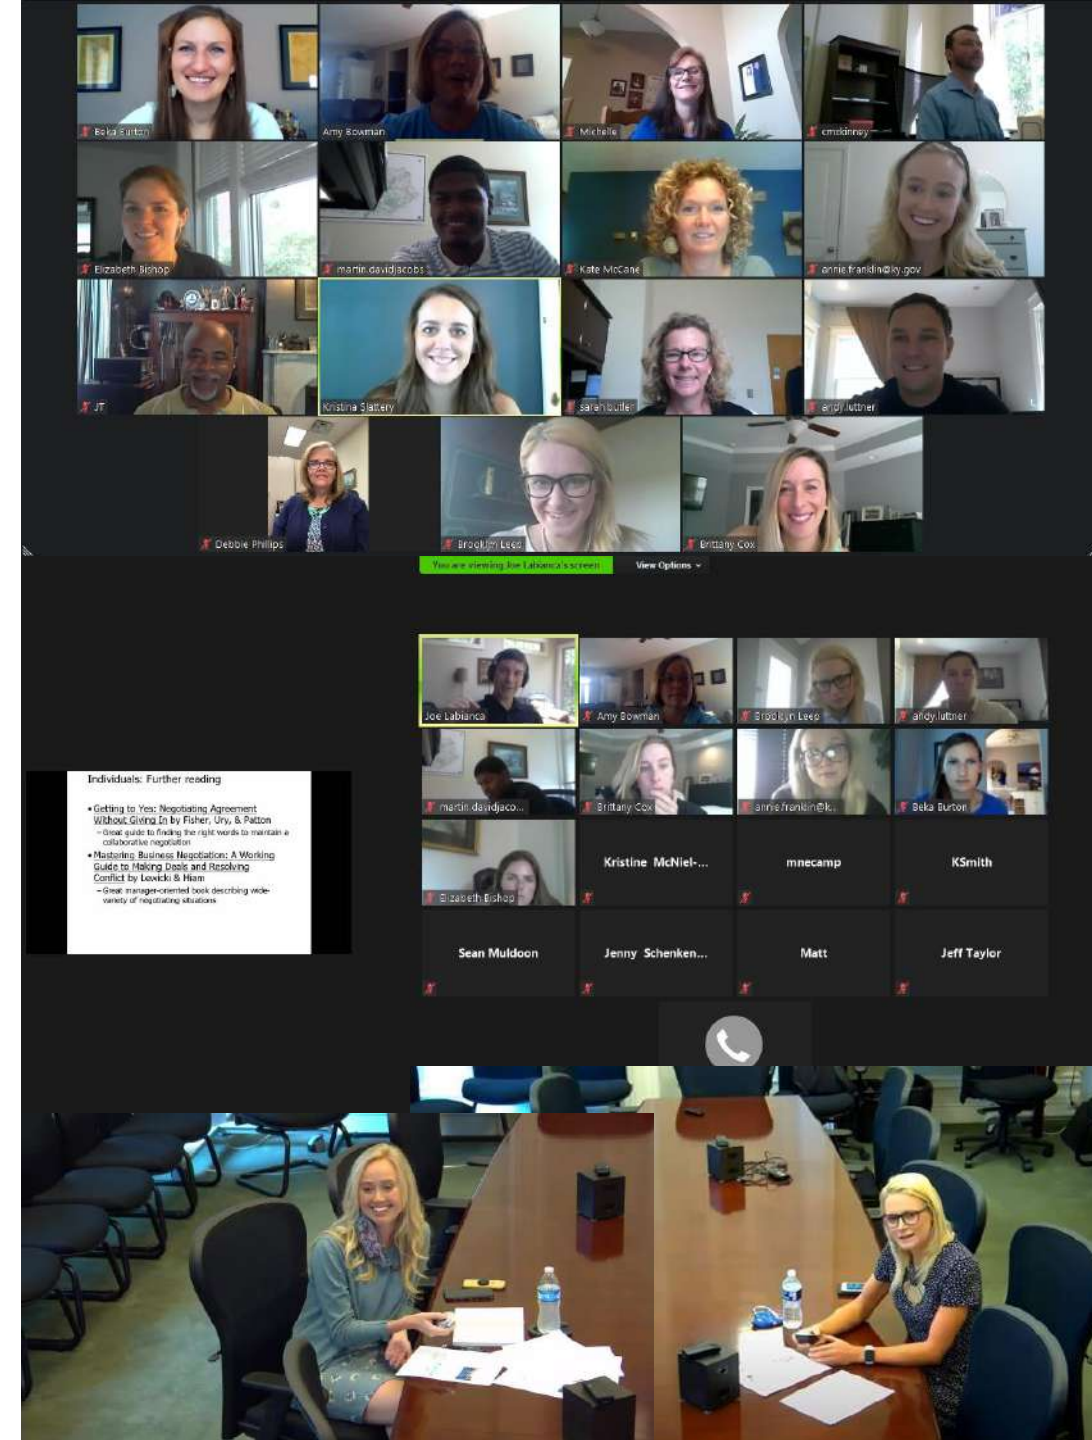 Beka Burton
Amy Bowman
Michelle
cmckinney
Elizabeth Bishop
martin.davidjacobs
Kate McCane
annie.franklin@ky.gov
JT
Kristina Slattery
sarah.butler
andy.luttner
Debbie Phillips
Brooklyn Leep
Brittany Cox
You are viewing Joe Labianca's screen
View Options
Joe Labianca
Amy Bowman
Brooklyn Leep
andy.luttner
martin.davidjaco...
Brittany Cox
annie.franklin@k...
Beka Burton
Elizabeth Bishop
Kristine McNiel-...
mnecamp
KSmith
Sean Muldoon
Jenny Schenken...
Matt
Jeff Taylor
Individuals: Further reading
• Getting to Yes: Negotiating Agreement
Without Giving In by Fisher, Ury, & Patton
– Great guide to finding the right words to maintain a
collaborative negotiation
• Mastering Business Negotiation: A Working
Guide to Making Deals and Resolving
Conflict by Lewicki & Hiam
– Great manager-oriented book describing wide-
variety of negotiating situations